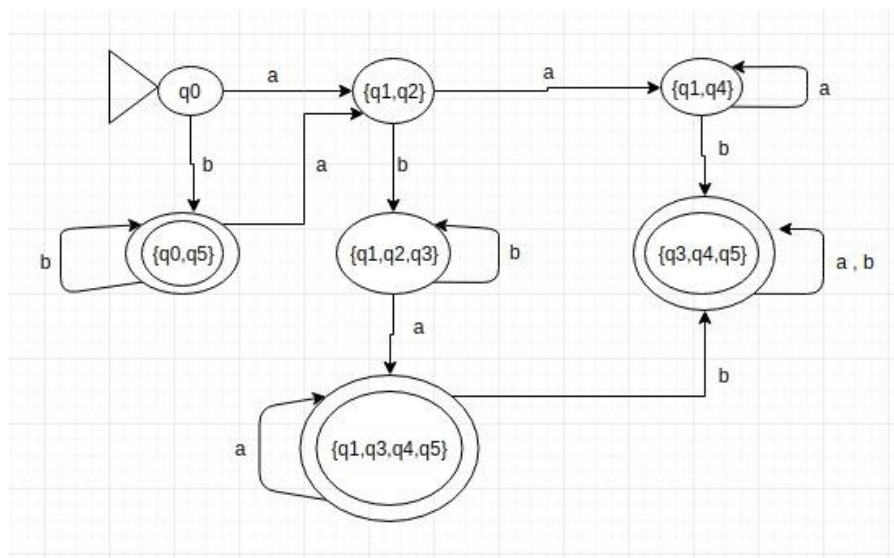 q0
a
{q1,q2}
a
{q1,q4}
a
b
a
b
b
b
{q0,q5}
{q1,q2,q3}
b
{q3,q4,q5}
a , b
a
b
a
{q1,q3,q4,q5}